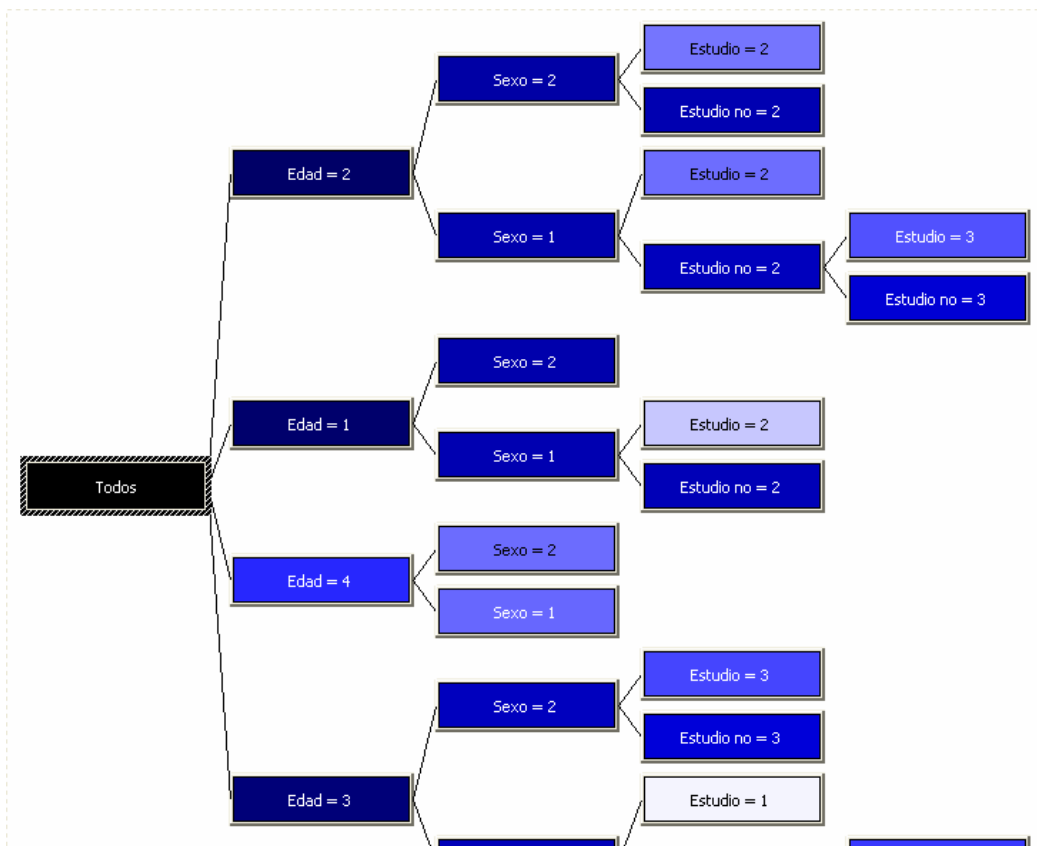 Estudio = 2
Sexo = 2
Estudio no = 2
Edad = 2
Estudio = 2
Sexo = 1
Estudio = 3
Estudio no = 2
Estudio no = 3
Sexo = 2
Edad = 1
Estudio = 2
Sexo = 1
Todos
Estudio no = 2
Sexo = 2
Edad = 4
Sexo = 1
Estudio = 3
Sexo = 2
Estudio no = 3
Edad = 3
Estudio = 1